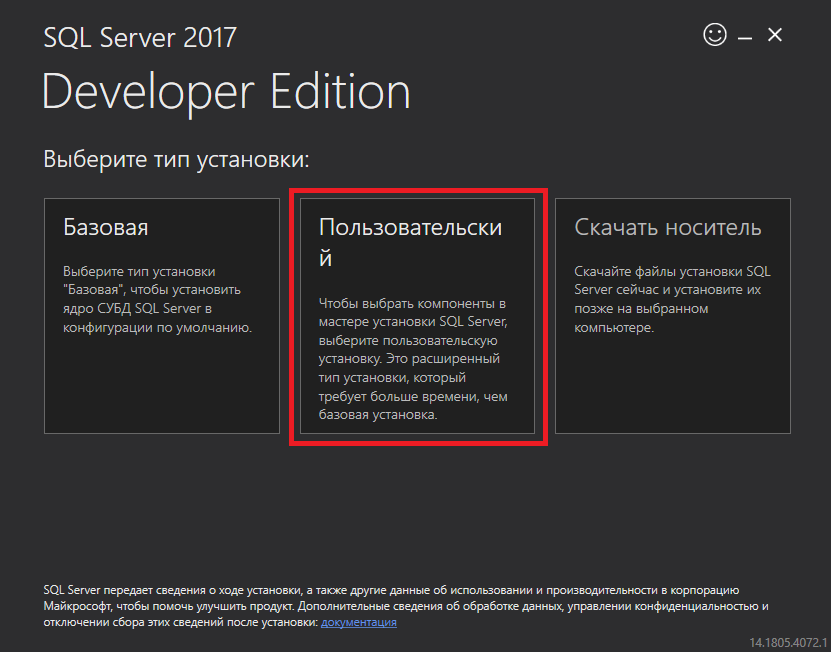 SQL Server 2017
Developer Edition
Выберите тип установки:
Базовая
Выберите тип установки
"Базовая", чтобы установить
ядро СУБД SQL Server в
конфигурации по умолчанию.
Пользовательски
й
Чтобы выбрать компоненты в
мастере установки SQL Server,
выберите пользовательскую
установку. Это расширенный
тип установки, который
требует больше времени, чем
базовая установка.
Скачать носитель
Скачайте файлы установки SQL
Server сейчас и установите их
позже на выбранном
компьютере.
SQL Server передает сведения о ходе установки, а также другие данные об использовании и производительности в корпорацию
Майкрософт, чтобы помочь улучшить продукт. Дополнительные сведения об обработке данных, управлении конфиденциальностью и
отключении сбора этих сведений после установки: документация
14.1805.4072.1